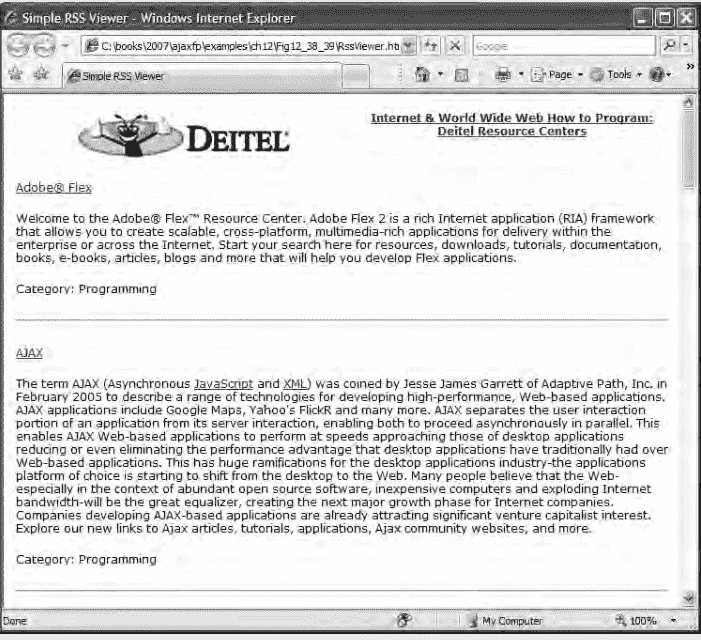 Simple RSS Viewer - Windows Internet Explorer
C:\books\2007\ajaxfp\examples\ch12\Fig12_38_39\RssViewer.ht
Google
Simple RSS Viewer
Page
Tools
DEITEL®
Internet & World Wide Web How to Program:
Deitel Resource Centers
Adobe® Flex
Welcome to the Adobe® Flex™ Resource Center. Adobe Flex 2 is a rich Internet application (RIA) framework
that allows you to create scalable, cross-platform, multimedia-rich applications for delivery within the
enterprise or across the Internet. Start your search here for resources, downloads, tutorials, documentation,
books, e-books, articles, blogs and more that will help you develop Flex applications.
Category: Programming
AJAX
The term AJAX (Asynchronous JavaScript and XML) was coined by Jesse James Garrett of Adaptive Path, Inc. in
February 2005 to describe a range of technologies for developing high-performance, Web-based applications.
AJAX applications include Google Maps, Yahoo's FlickR and many more. AJAX separates the user interaction
portion of an application from its server interaction, enabling both to proceed asynchronously in parallel. This
enables AJAX Web-based applications to perform at speeds approaching those of desktop applications
reducing or even eliminating the performance advantage that desktop applications have traditionally had over
Web-based applications. This has huge ramifications for the desktop applications industry-the applications
platform of choice is starting to shift from the desktop to the Web. Many people believe that the Web-
especially in the context of abundant open source software, inexpensive computers and exploding Internet
bandwidth-will be the great equalizer, creating the next major growth phase for Internet companies.
Companies developing AJAX-based applications are already attracting significant venture capitalist interest.
Explore our new links to Ajax articles, tutorials, applications, Ajax community websites, and more.
Category: Programming
Done
My Computer
100%